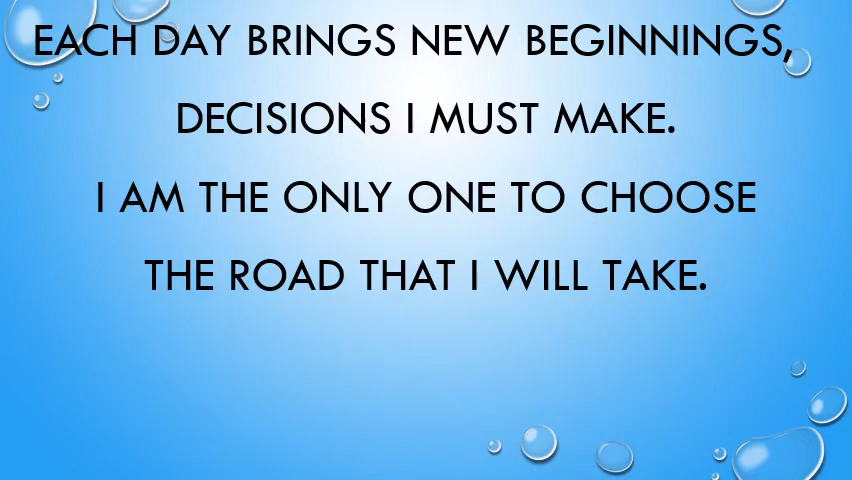 EACH DAY BRINGS NEW BEGINNINGS,
DECISIONS I MUST MAKE.
I AM THE ONLY ONE TO CHOOSE
THE ROAD THAT I WILL TAKE.